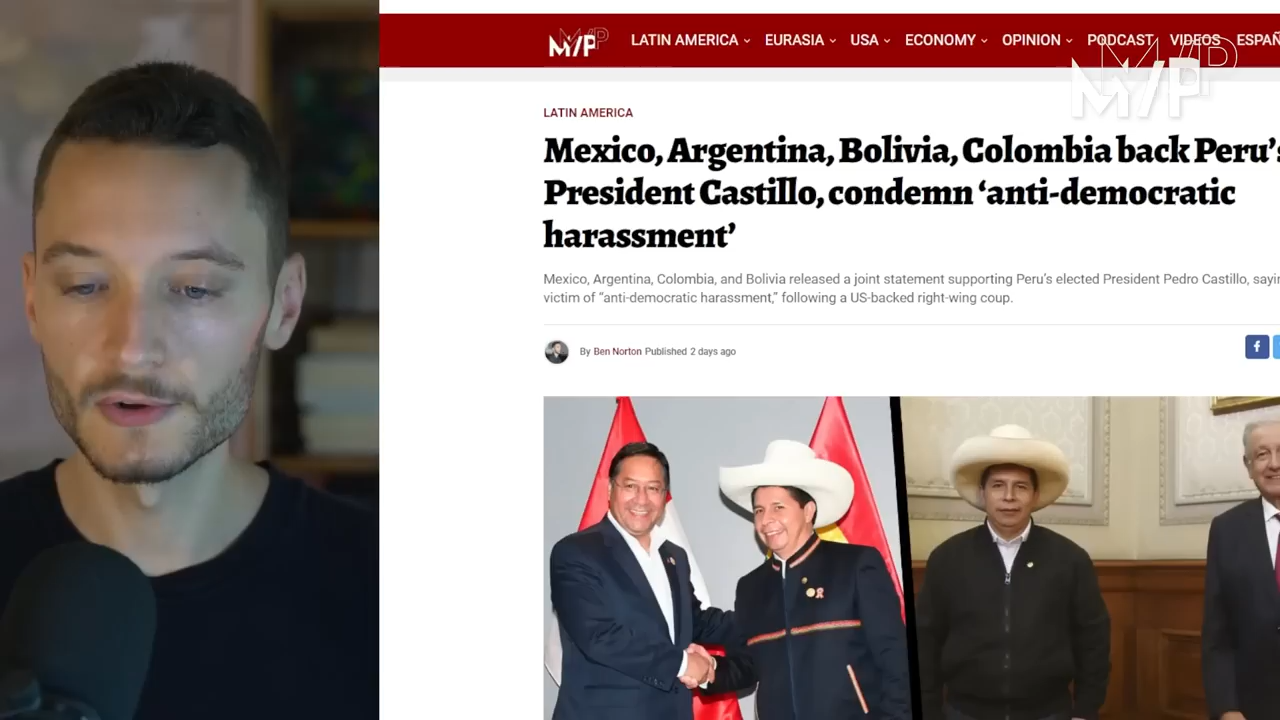 M/P LATIN AMERICA EURASIA USA ECONOMY OPINION PODCAST VIDEOS
M/P
LATIN AMERICA
Mexico, Argentina, Bolivia, Colombia back Peru's
President Castillo, condemn ‘anti-democratic
harassment’
Mexico, Argentina, Colombia, and Bolivia released a joint statement supporting Peru's elected President Pedro Castillo,
victim of “anti-democratic harassment,” following a US-backed right-wing coup.
By Ben Norton Published 2 days ago
f